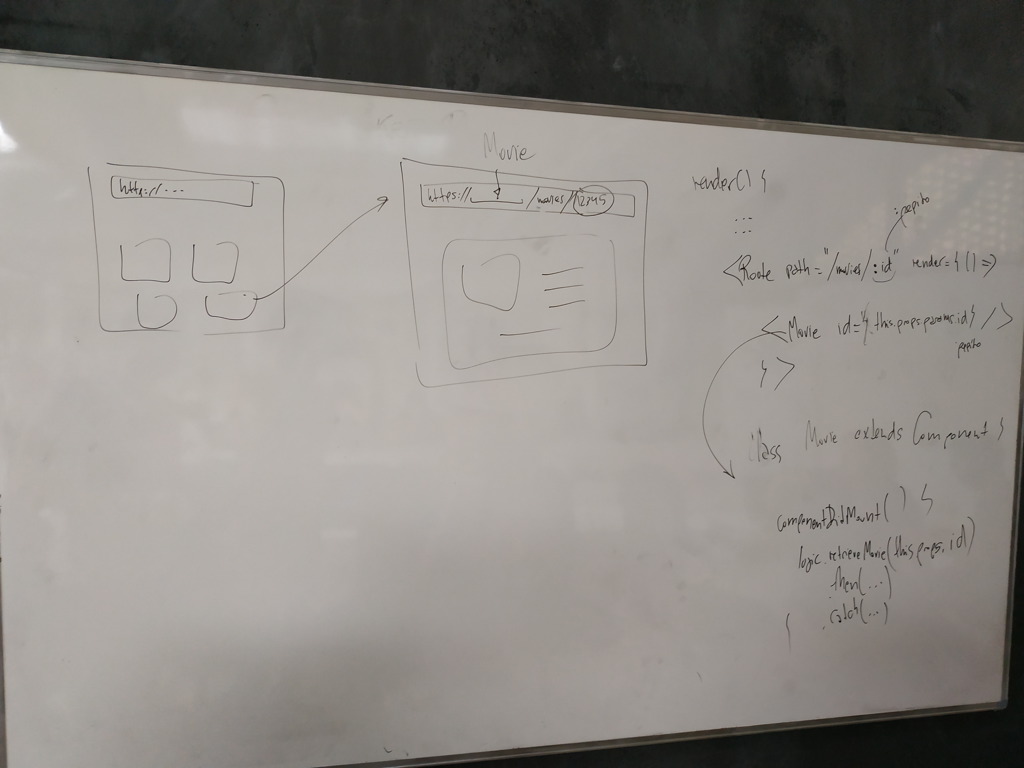 https:// ...
Movie
https://______/movies/12345
render() {
...
...
:pepito
<Route path="/movies/:id" render={() =>
<Movie id={this.props.params.id} />
pepito
}>
class Movie extends Component {
componentDidMount() {
logic.retrieveMovie(this.props.id)
.then(...)
.catch(...)
}